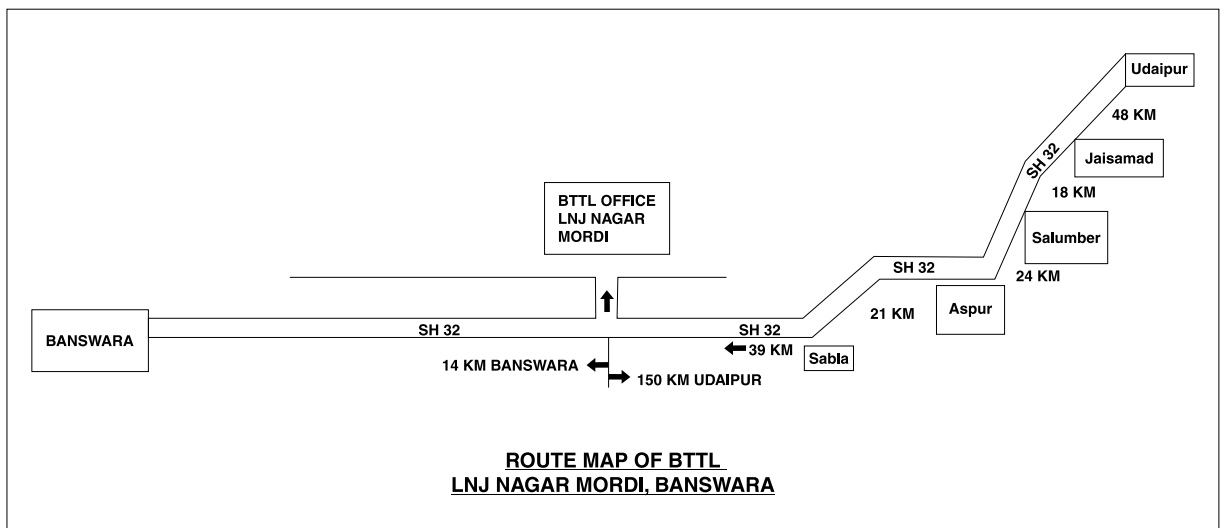 Udaipur
48 KM
SH 32
Jaisamad
18 KM
BTTL OFFICE
LNJ NAGAR
MORDI
Salumber
SH 32
24 KM
21 KM
Aspur
BANSWARA
SH 32
SH 32
39 KM
Sabla
14 KM BANSWARA
150 KM UDAIPUR
ROUTE MAP OF BTTL
LNJ NAGAR MORDI, BANSWARA